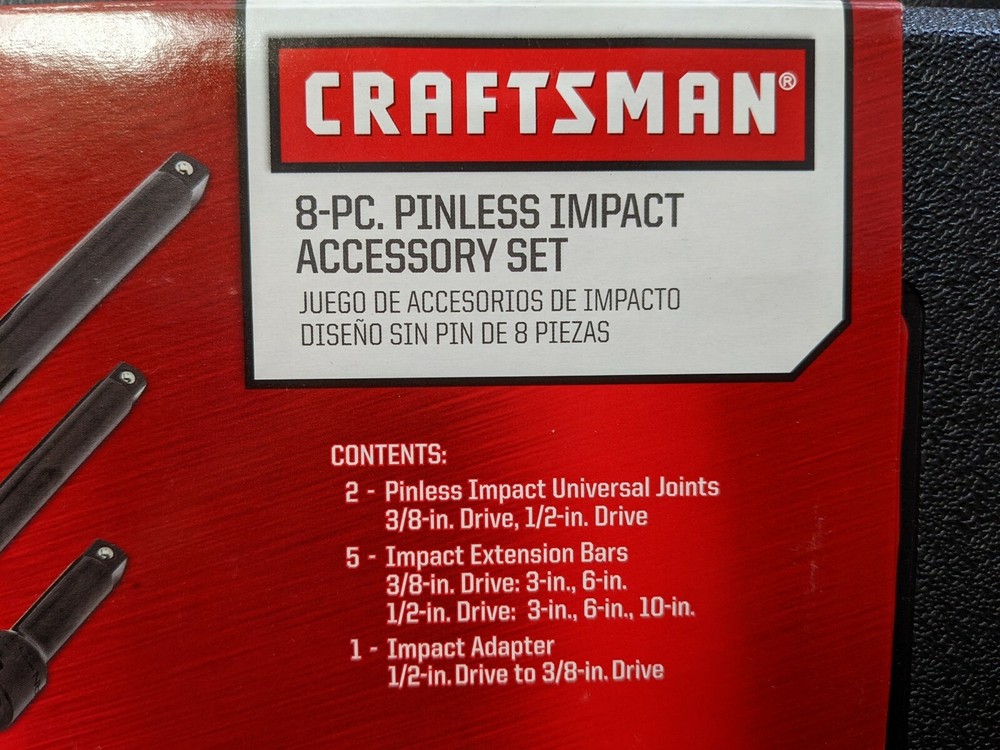 CRAFTSMAN®
8-PC. PINLESS IMPACT
ACCESSORY SET
JUEGO DE ACCESORIOS DE IMPACTO
DISEÑO SIN PIN DE 8 PIEZAS
CONTENTS:
2 - Pinless Impact Universal Joints
3/8-in. Drive, 1/2-in. Drive
5 - Impact Extension Bars
3/8-in. Drive: 3-in., 6-in.
1/2-in. Drive: 3-in., 6-in., 10-in.
1 - Impact Adapter
1/2-in. Drive to 3/8-in. Drive